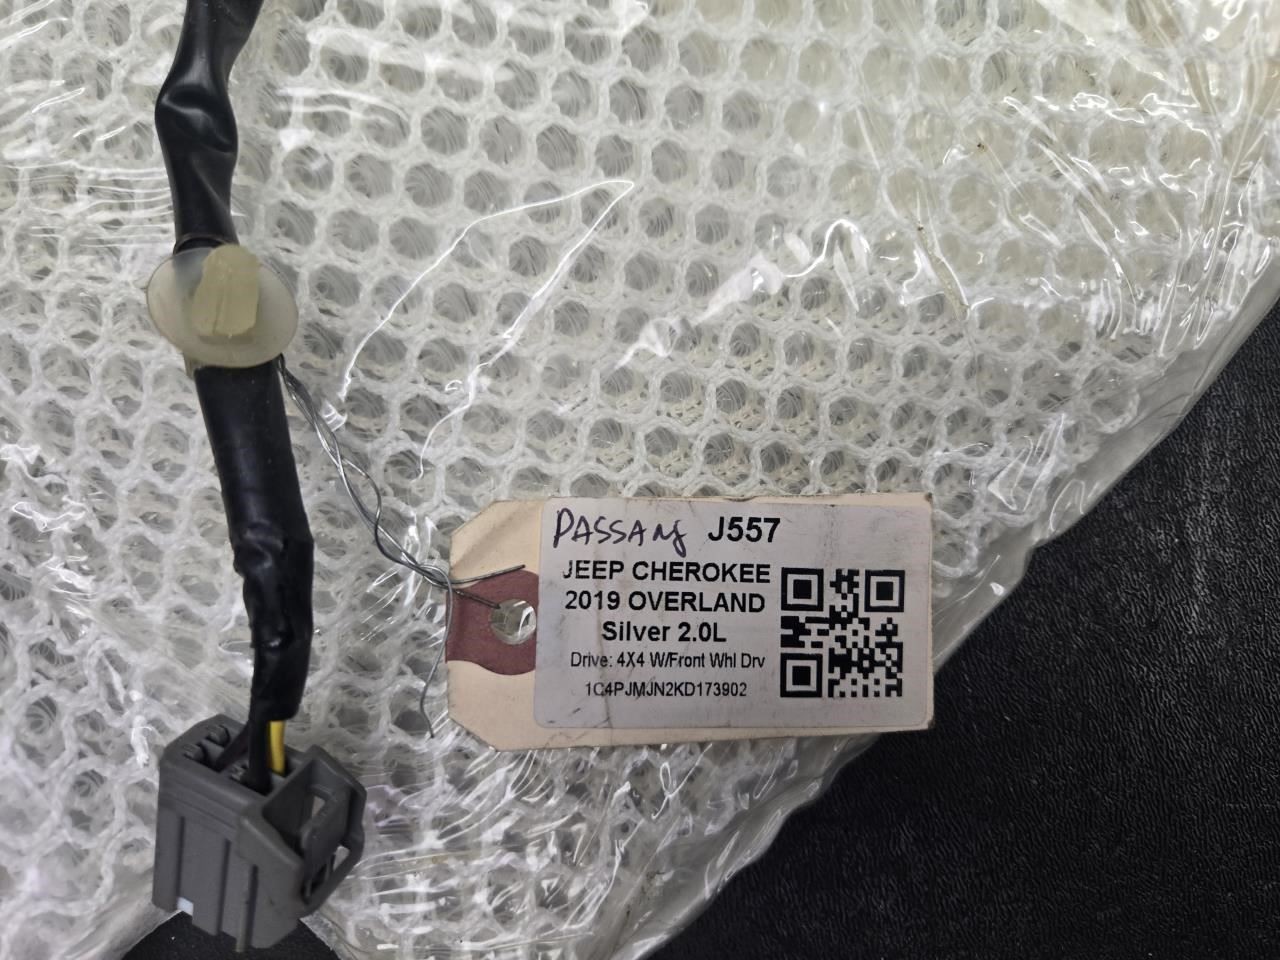 PASSANG J557
JEEP CHEROKEE
2019 OVERLAND
Silver 2.0L
Drive: 4X4 W/Front Whl Drv
1C4PJMJN2KD173902